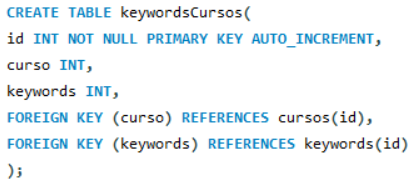 CREATE TABLE keywordsCursos(
id INT NOT NULL PRIMARY KEY AUTO_INCREMENT,
curso INT,
keywords INT,
FOREIGN KEY (curso) REFERENCES cursos(id),
FOREIGN KEY (keywords) REFERENCES keywords(id)
);